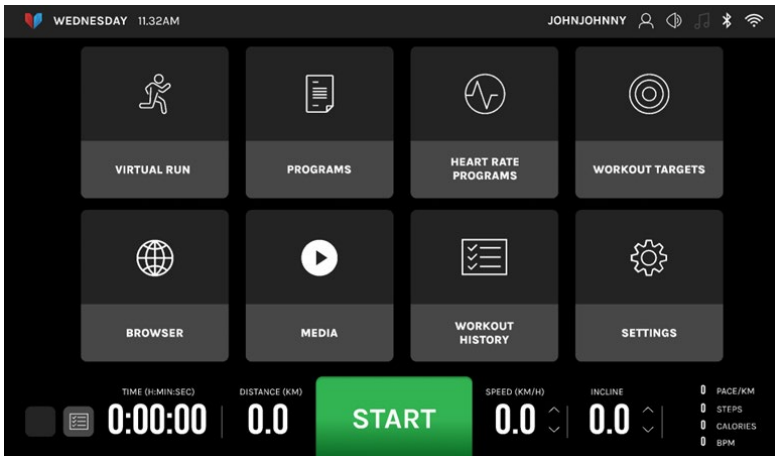 WEDNESDAY 11.32AM
JOHNJOHNNY
VIRTUAL RUN
PROGRAMS
HEART RATE
PROGRAMS
WORKOUT TARGETS
BROWSER
MEDIA
WORKOUT
HISTORY
SETTINGS
TIME (H:MIN:SEC)
0:00:00
DISTANCE (KM)
0.0
START
SPEED (KM/H)
0.0
INCLINE
0.0
0 PACE/KM
0 STEPS
0 CALORIES
0 BPM